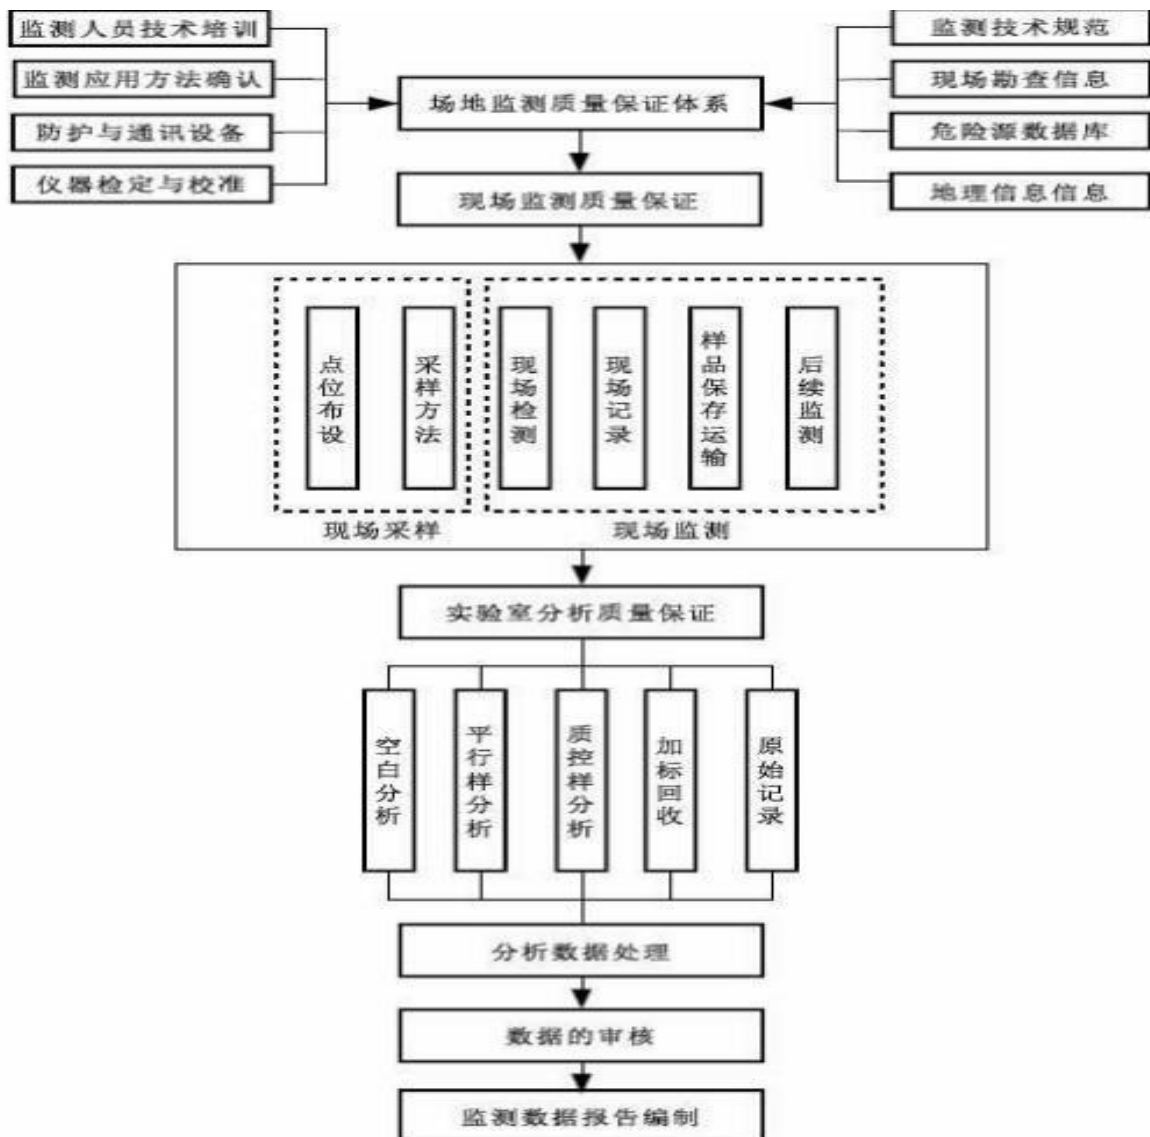 监测人员技术培训
监测应用方法确认
防护与通讯设备
仪器检定与校准
监测技术规范
现场勘查信息
危险源数据库
地理信息信息
场地监测质量保证体系
现场监测质量保证
点位布设
采样方法
现场检测
现场记录
样品保存运输
后续监测
现场采样
现场监测
实验室分析质量保证
空白分析
平行样分析
质控样分析
加标回收
原始记录
分析数据处理
数据的审核
监测数据报告编制